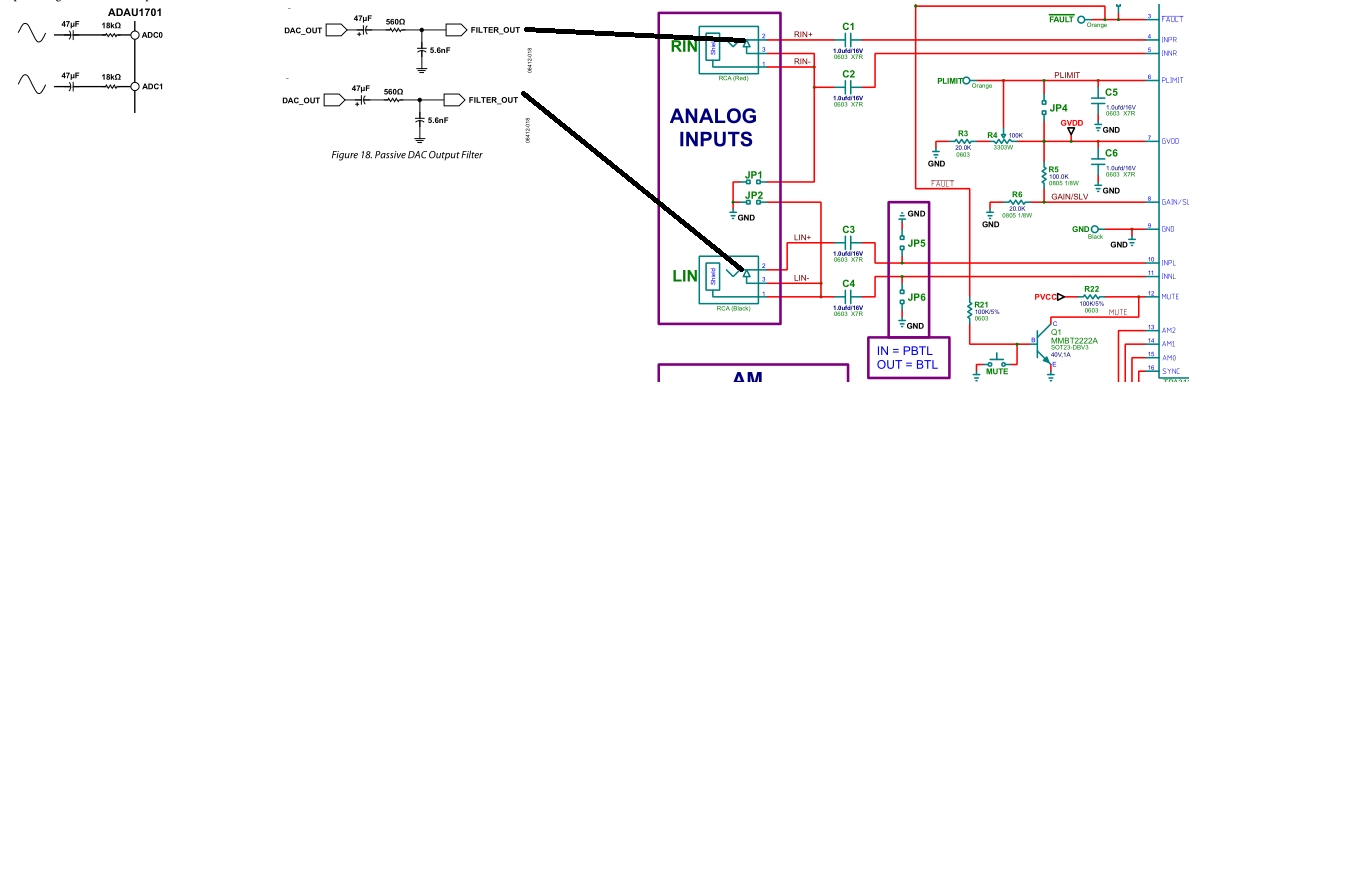 ADAU1701
47µF
18kΩ
ADC0
47µF
18kΩ
ADC1
DAC_OUT
47µF
+
560Ω
FILTER_OUT
5.6nF
06412-018
DAC_OUT
47µF
+
560Ω
FILTER_OUT
5.6nF
06412-018
Figure 18. Passive DAC Output Filter
RIN
Shield
2
3
1
RCA (Red)
ANALOG
INPUTS
JP1
JP2
GND
LIN
Shield
2
3
1
RCA (Black)
RIN+
RIN-
C1
1.0ufd/16V
0603 X7R
C2
1.0ufd/16V
0603 X7R
LIN+
LIN-
C3
1.0ufd/16V
0603 X7R
C4
1.0ufd/16V
0603 X7R
GND
JP5
JP6
GND
IN = PBTL
OUT = BTL
AM
FAULT
Orange
PLIMIT
Orange
PLIMIT
JP4
GVDD
C5
1.0ufd/16V
0603 X7R
GND
R3
20.0K
0603
GND
R4
100K
3303W
C6
1.0ufd/16V
0603 X7R
GND
R5
100.0K
0805 1/8W
R6
20.0K
0805 1/8W
GND
GAIN/SLV
FAULT
GND
Black
GND
PVCC
R22
100K/5%
0603
MUTE
R21
100K/5%
0603
C
B
E
Q1
MMBT2222A
SOT23-DBV3
40V,1A
MUTE
3 FAULT
4 INPR
5 INNR
6 PLIMIT
7 GVDD
8 GAIN/SL
9 GND
10 INPL
11 INNL
12 MUTE
13 AM2
14 AM1
15 AM0
16 SYNC